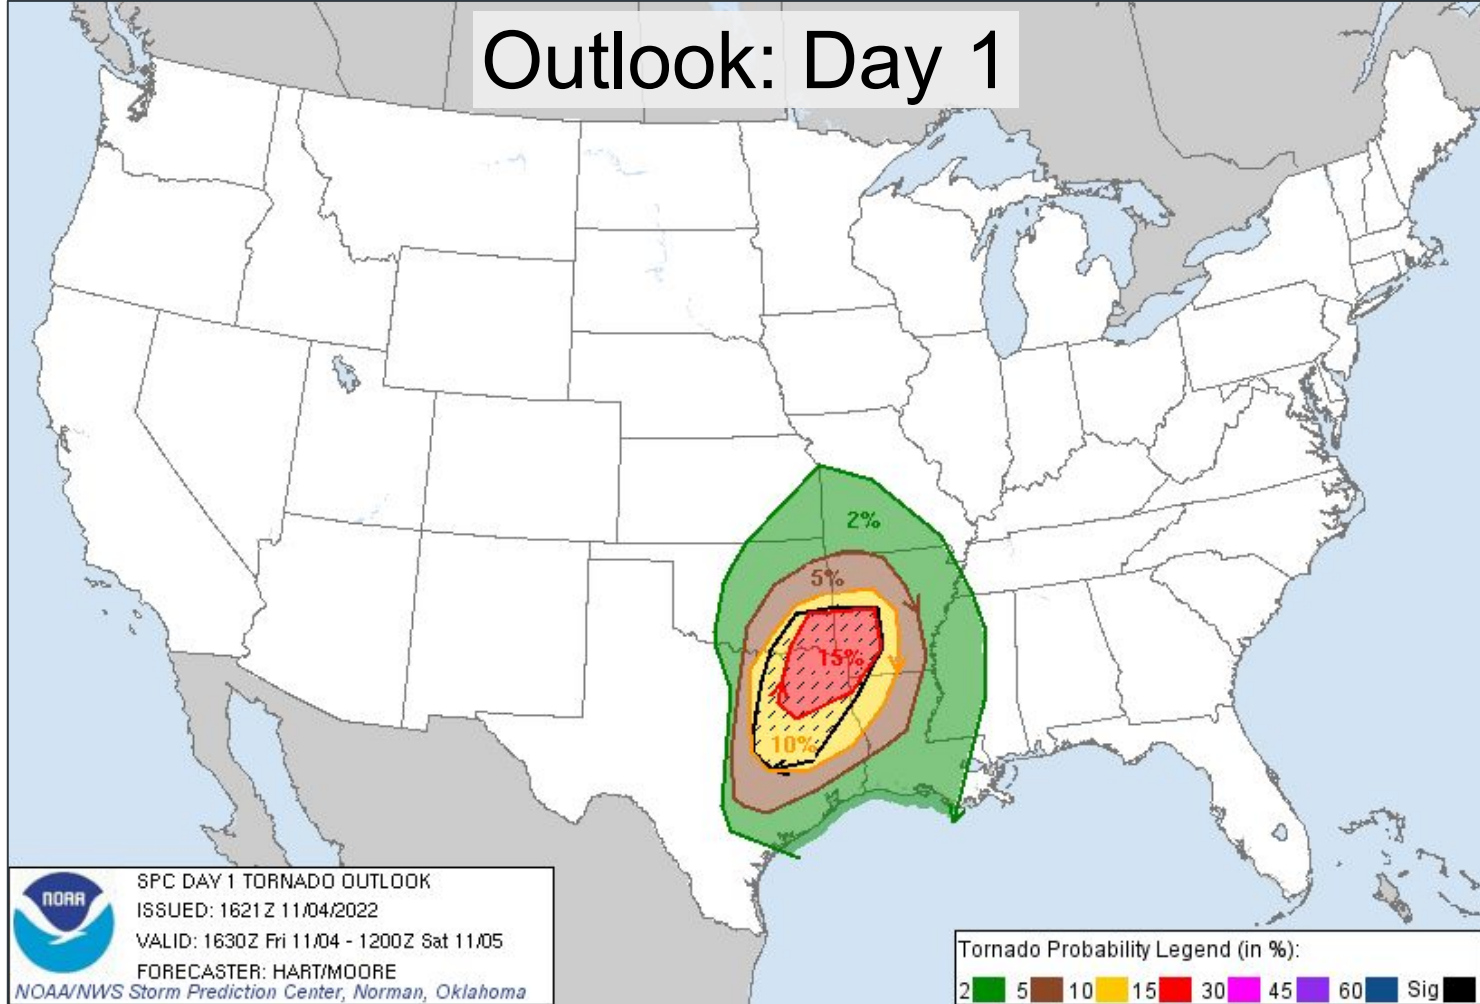 Outlook: Day 1
2%
5%
15%
10%
NOAA
SPC DAY 1 TORNADO OUTLOOK
ISSUED: 1621Z 11/04/2022
VALID: 1630Z Fri 11/04 - 1200Z Sat 11/05
FORECASTER: HART/MOORE
NOAA/NWS Storm Prediction Center, Norman, Oklahoma
Tornado Probability Legend (in %):
2 5 10 15 30 45 60 Sig